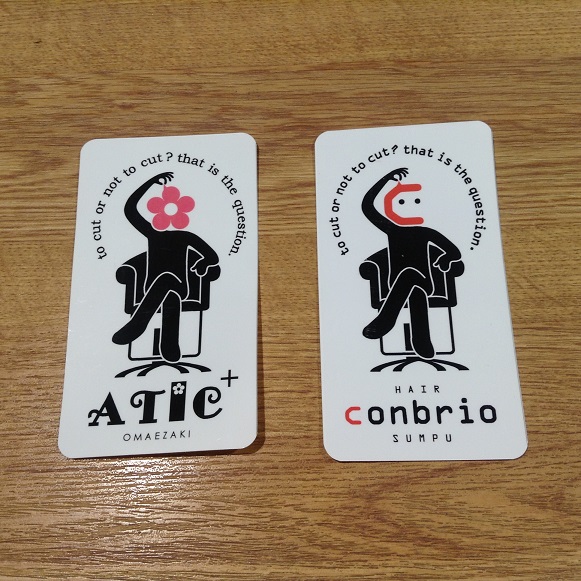 to cut or not to cut? that is the question.
ATIC+
OMAEZAKI
to cut or not to cut? that is the question.
HAIR
conbrio
SUMPU